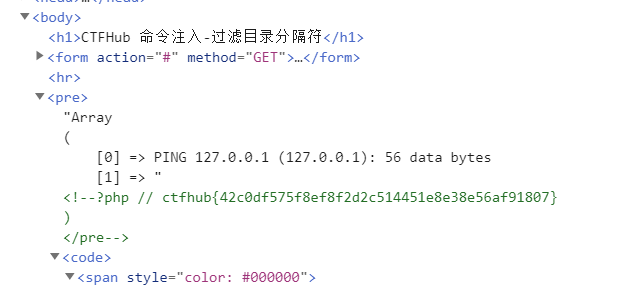 <head>…</head>
<body>
<h1>CTFHub 命令注入-过滤目录分隔符</h1>
<form action="#" method="GET">…</form>
<hr>
<pre>
"Array
(
[0] => PING 127.0.0.1 (127.0.0.1): 56 data bytes
[1] => "
<!--?php // ctfhub{42c0df575f8ef8f2d2c514451e8e38e56af91807}
)
</pre-->
<code>
<span style="color: #000000">